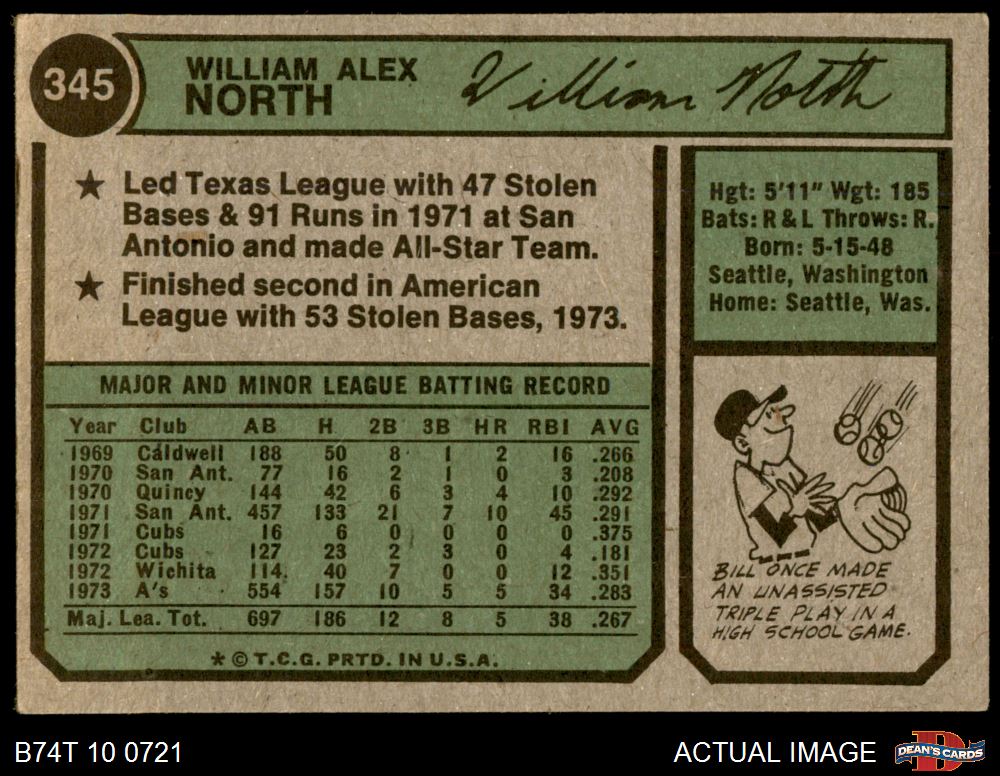 345
WILLIAM ALEX
NORTH
William North
★ Led Texas League with 47 Stolen
Bases & 91 Runs in 1971 at San
Antonio and made All-Star Team.
★ Finished second in American
League with 53 Stolen Bases, 1973.
Hgt: 5'11" Wgt: 185
Bats: R & L Throws: R.
Born: 5-15-48
Seattle, Washington
Home: Seattle, Was.
MAJOR AND MINOR LEAGUE BATTING RECORD
Year Club AB H 2B 3B HR RBI AVG
1969 Caldwell 188 50 8 1 2 16 .266
1970 San Ant. 77 16 2 1 0 3 .208
1970 Quincy 144 42 6 3 4 10 .292
1971 San Ant. 457 133 21 7 10 45 .291
1971 Cubs 16 6 0 0 0 0 .375
1972 Cubs 127 23 2 3 0 4 .181
1972 Wichita 114 40 7 0 0 12 .351
1973 A's 554 157 10 5 5 34 .283
Maj. Lea. Tot. 697 186 12 8 5 38 .267
* © T.C.G. PRTD. IN U.S.A.
BILL ONCE MADE
AN UNASSISTED
TRIPLE PLAY IN A
HIGH SCHOOL GAME.
B74T 10 0721
ACTUAL IMAGE
DEAN'S CARDS